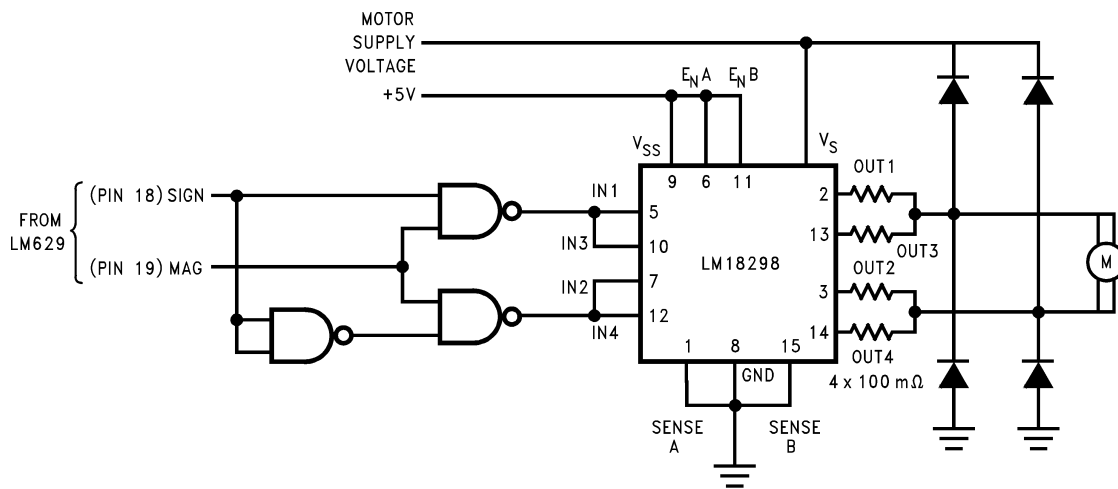 MOTOR
SUPPLY
VOLTAGE
+5V
ENA
ENB
VSS
VS
9 6 11
FROM
LM629
(PIN 18) SIGN
(PIN 19) MAG
IN1
IN3
IN2
IN4
5
10
7
12
LM18298
2
13
3
14
OUT1
OUT3
OUT2
OUT4
4 x 100 mΩ
M
1 8 15
GND
SENSE
A
SENSE
B